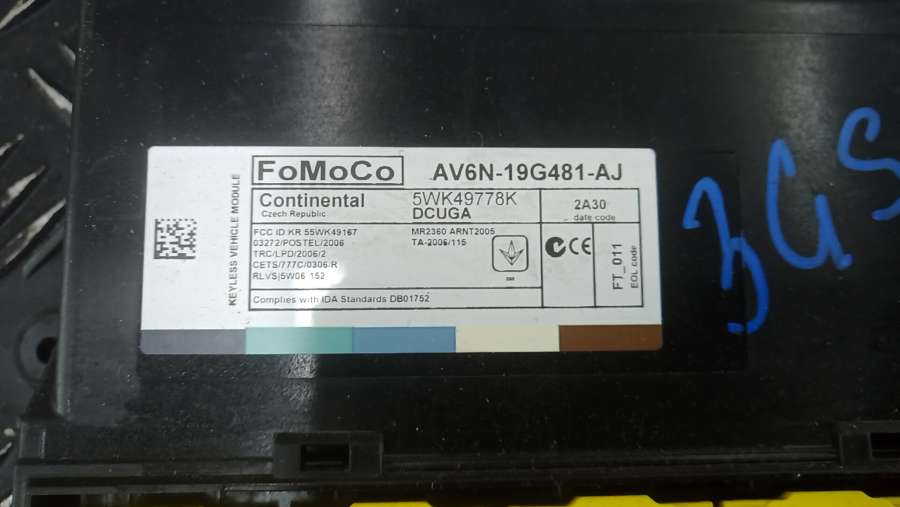 KEYLESS VEHICLE MODULE
FoMoCo AV6N-19G481-AJ
Continental
Czech Republic
5WK49778K
DCUGA
2A30
date code
FCC ID:KR 55WK49167
03272/POSTEL/2006
TRC/LPD/2006/2
CETS/777C/0306.R
RLVS|5W06 152
MR2360 ARNT2005
TA-2006/115
CE
FT_011
EOL code
Complies with IDA Standards DB01752
3GS